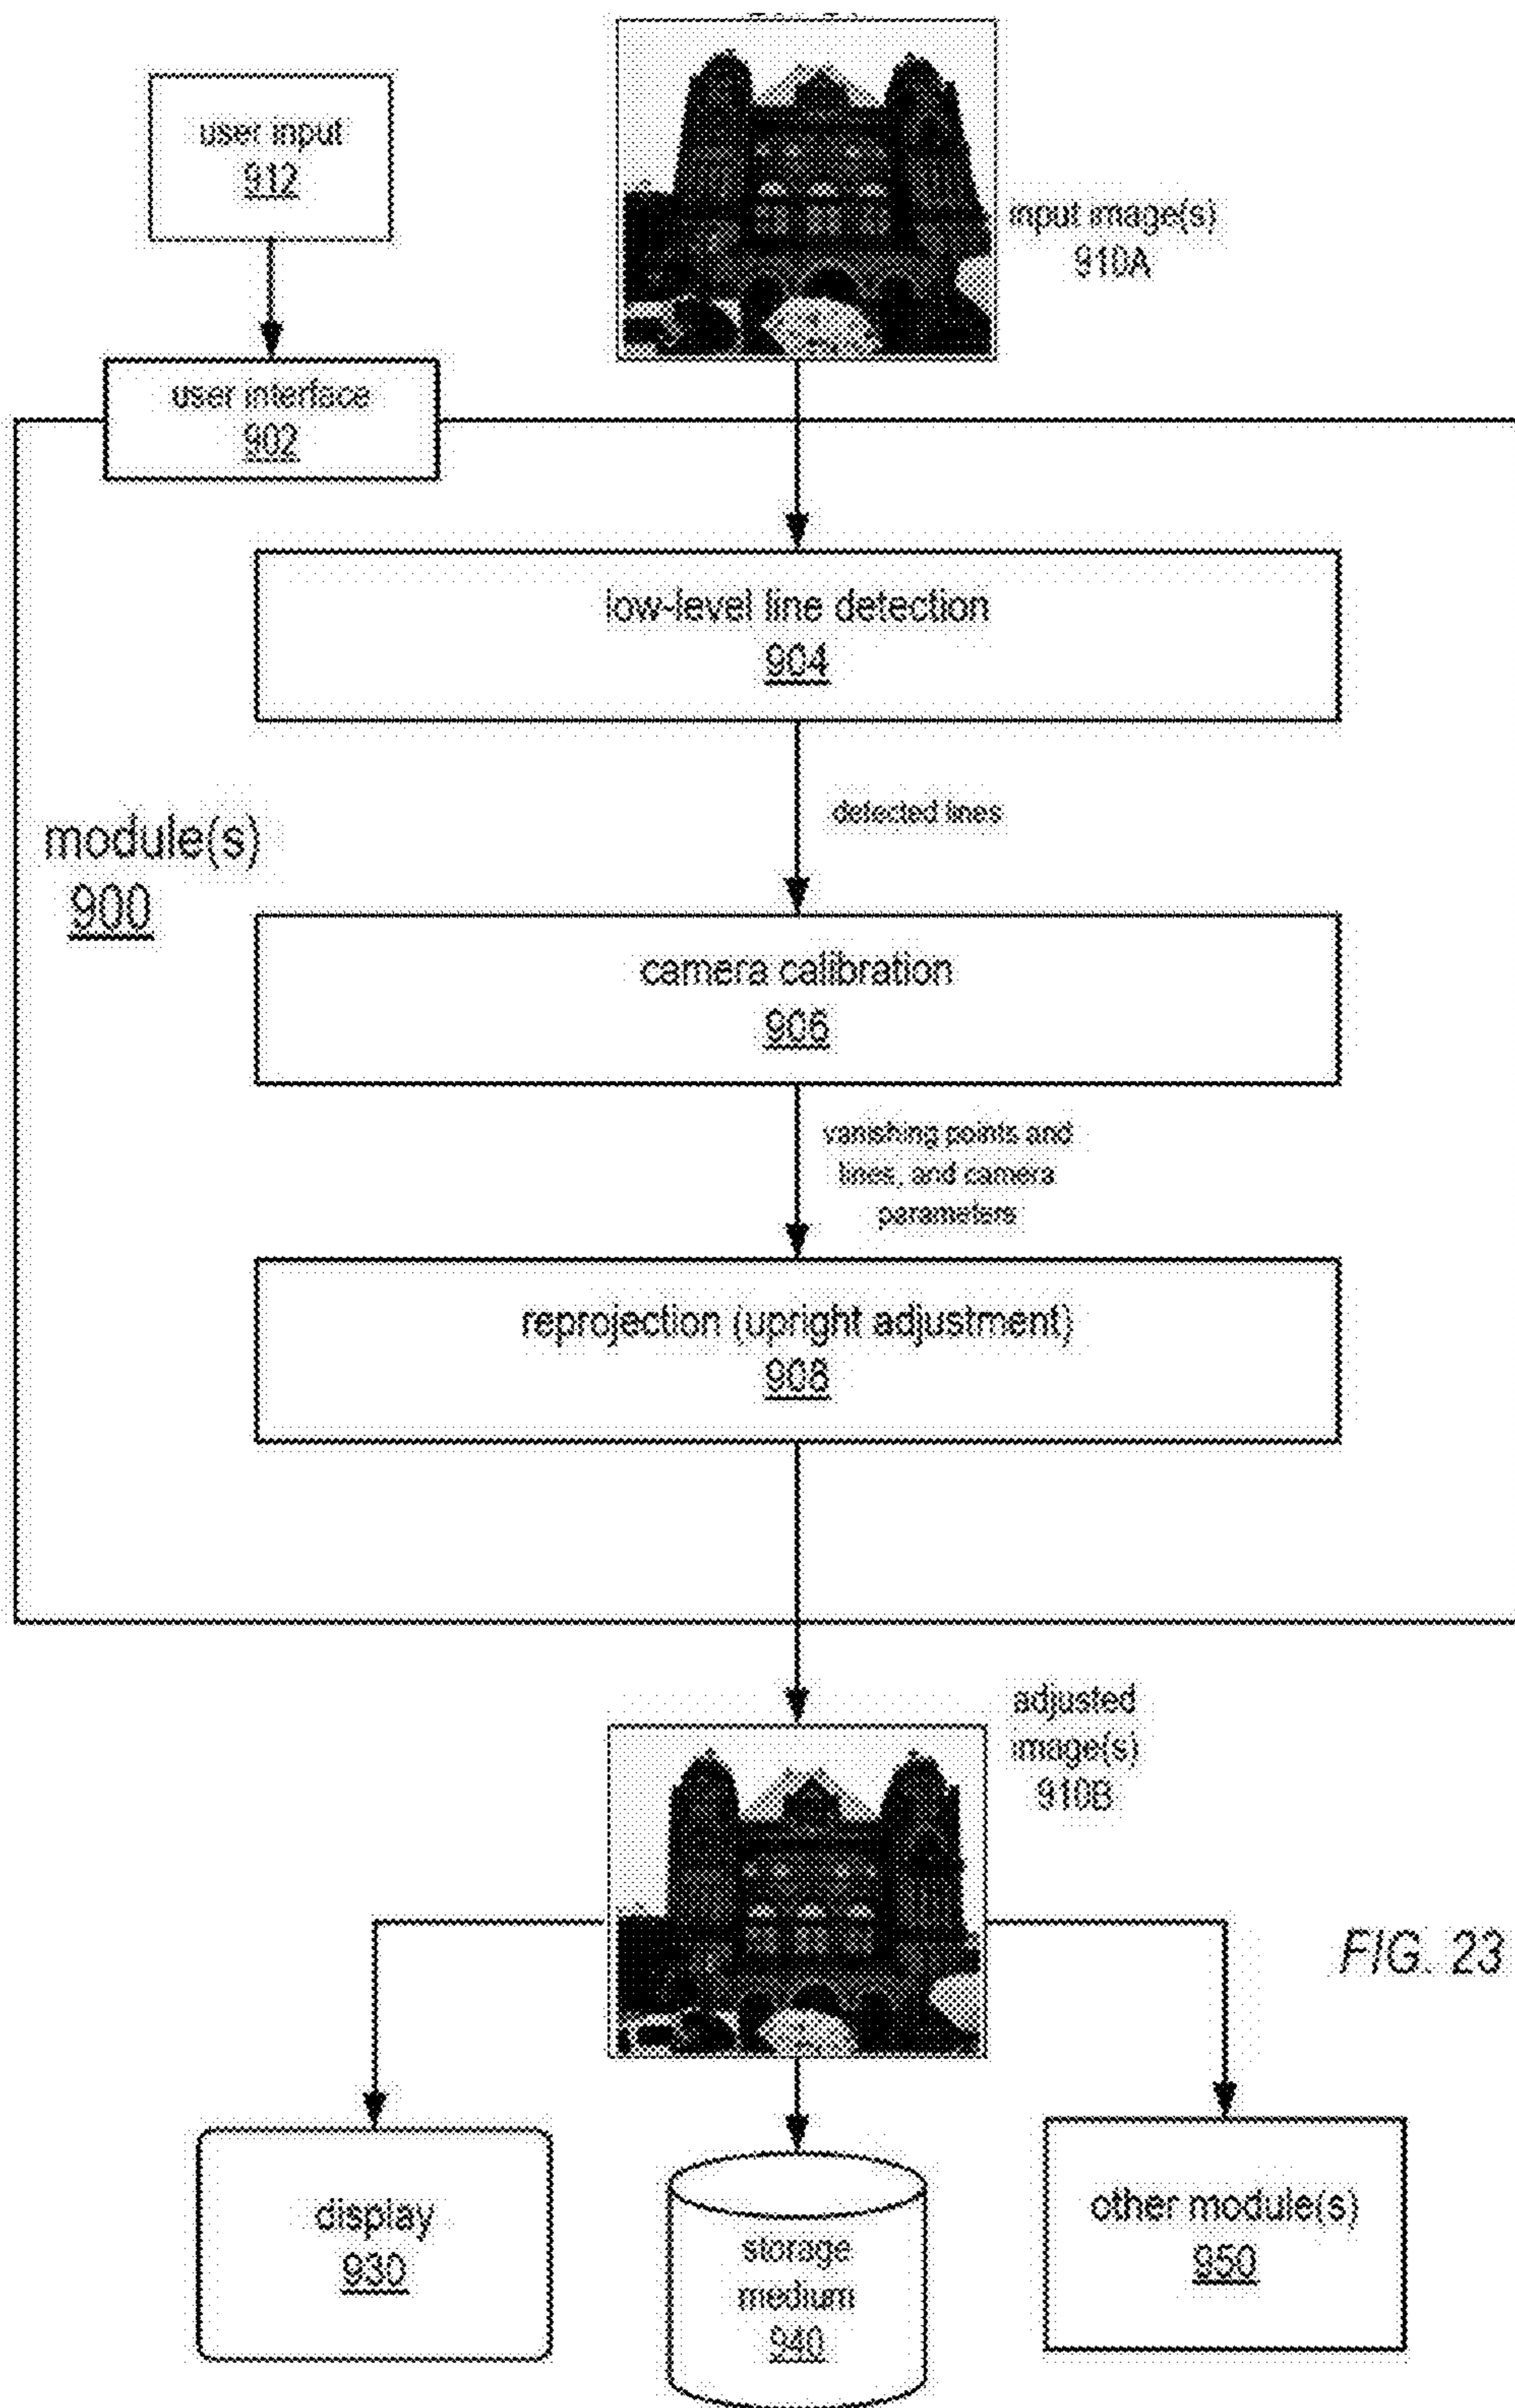 user input
912
input image(s)
910A
user interface
902
low-level line detection
904
detected lines
module(s)
900
camera calibration
906
vanishing points and
lines, and camera
parameters
reprojection (upright adjustment)
908
adjusted
image(s)
910B
FIG. 23
display
930
storage
medium
940
other module(s)
950